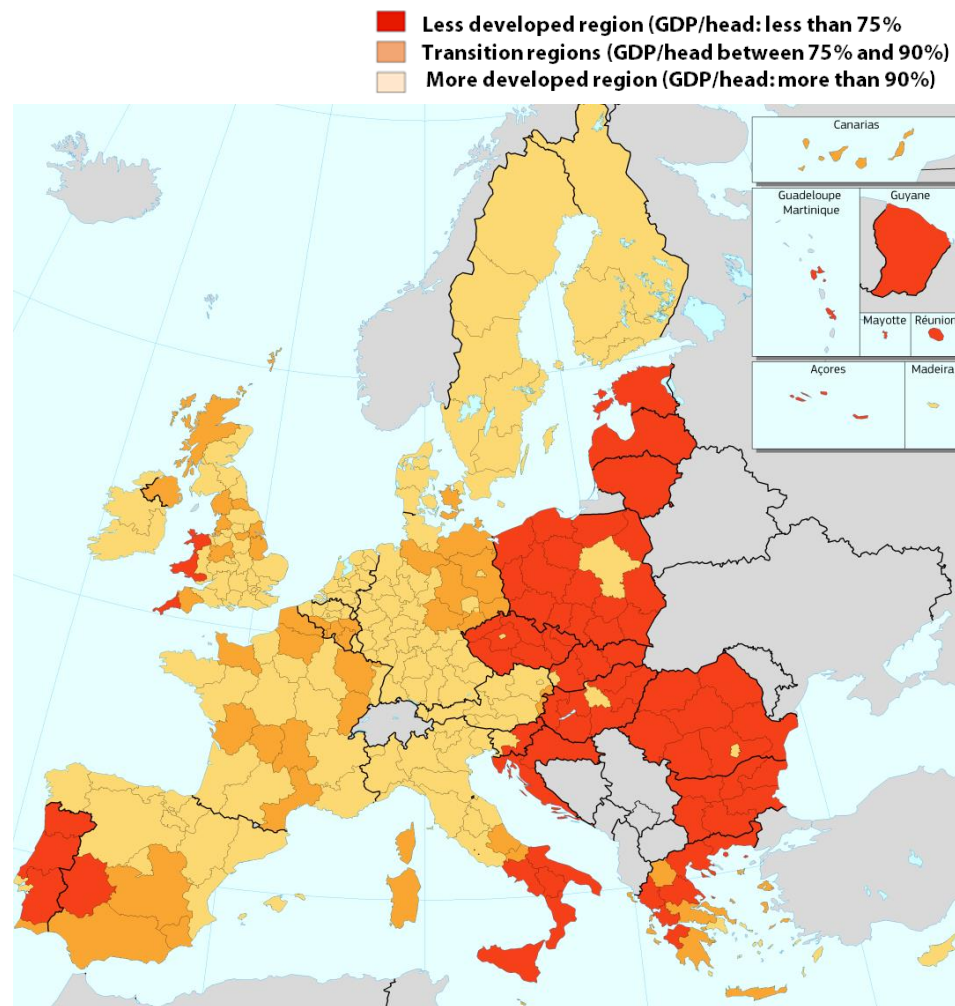 Less developed region (GDP/head: less than 75%
Transition regions (GDP/head between 75% and 90%)
More developed region (GDP/head: more than 90%)
Canarias
Guadeloupe
Martinique
Guyane
Mayotte
Réunion
Açores
Madeira